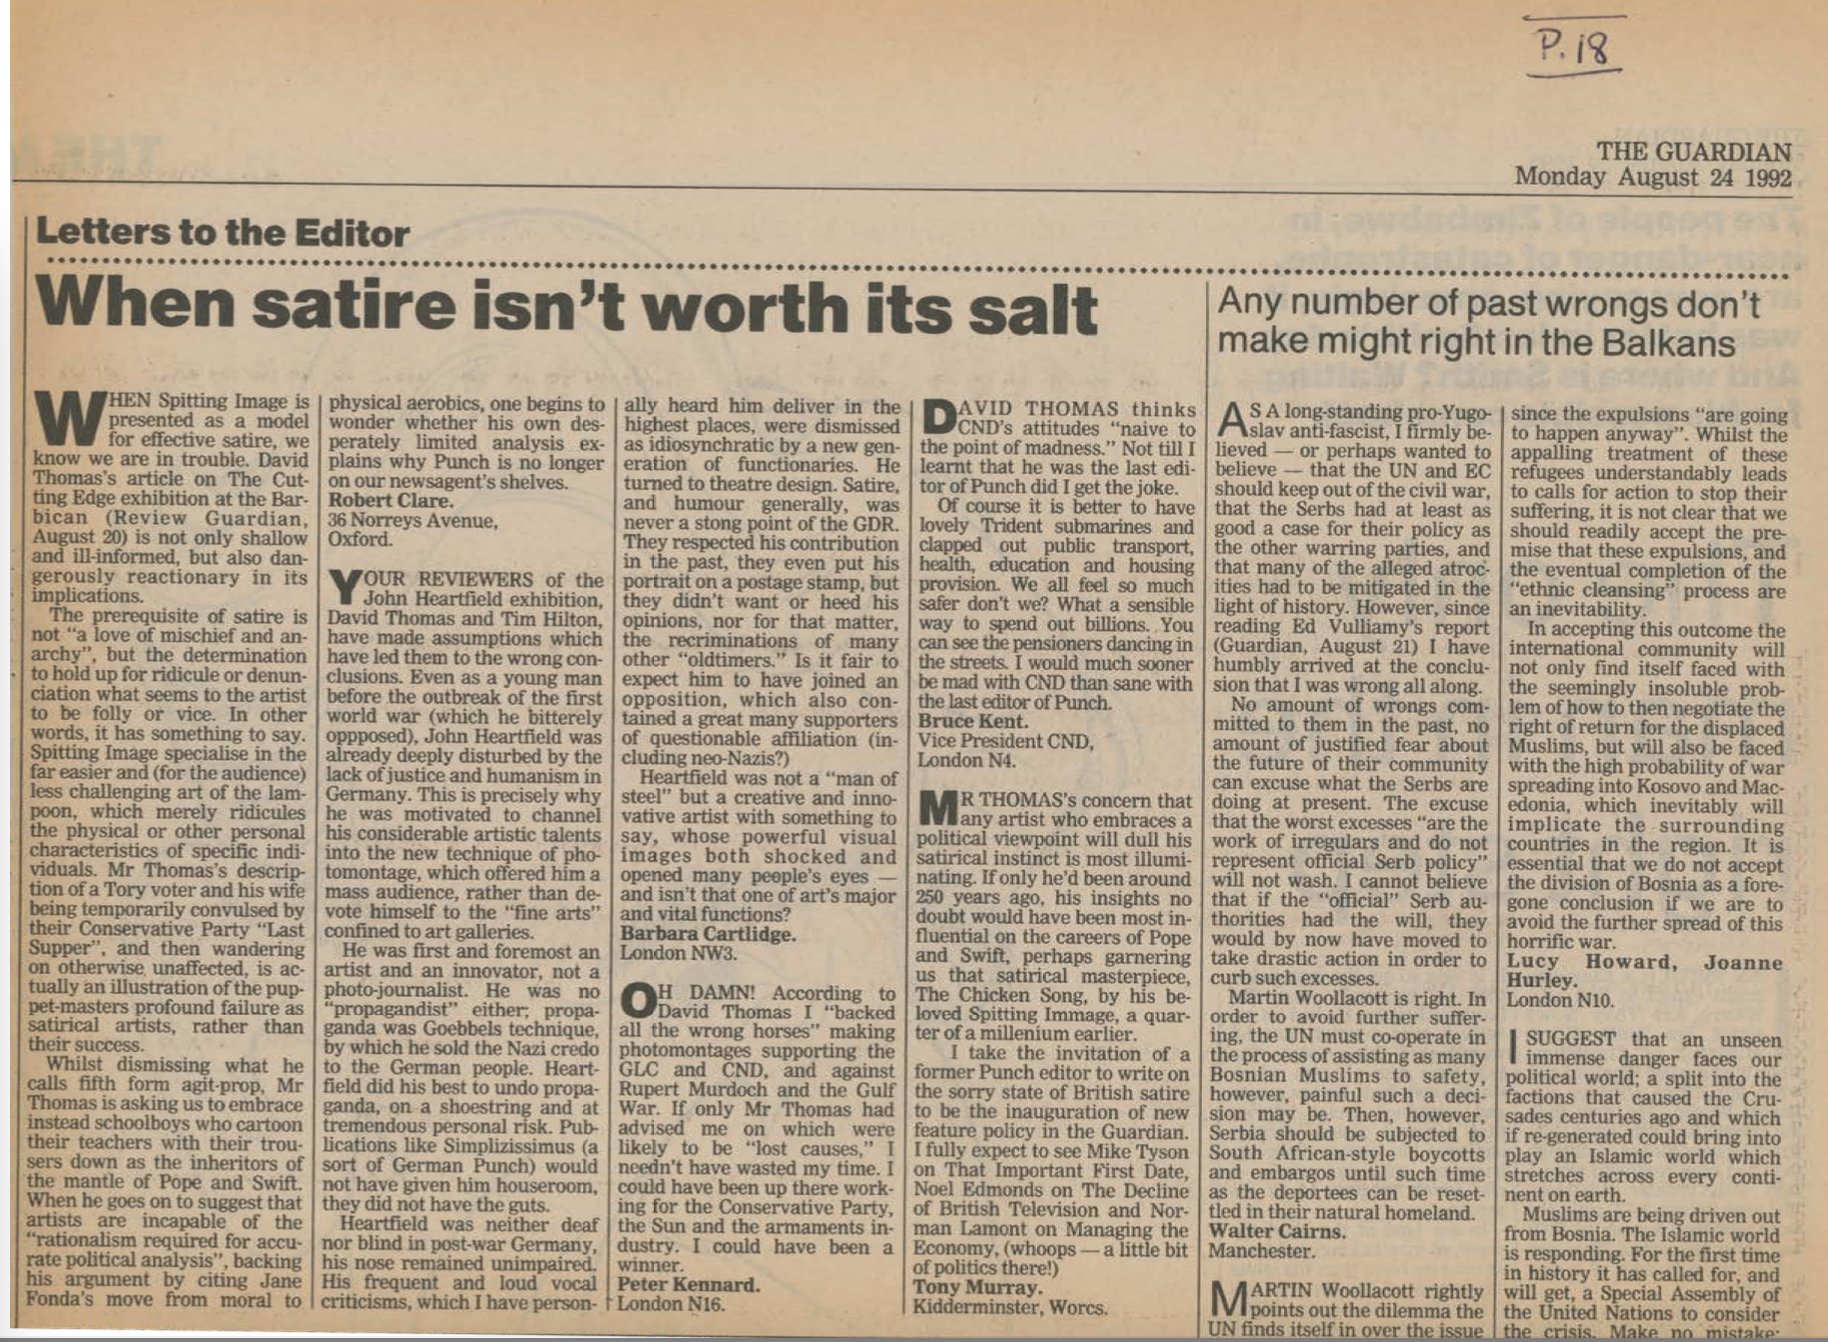 P.18
THE GUARDIAN
Monday August 24 1992
Letters to the Editor
When satire isn't worth its salt
WHEN Spitting Image is
presented as a model
for effective satire, we
know we are in trouble. David
Thomas's article on The Cut-
ting Edge exhibition at the Bar-
bican (Review Guardian,
August 20) is not only shallow
and ill-informed, but also dan-
gerously reactionary in its
implications.
The prerequisite of satire is
not "a love of mischief and an-
archy", but the determination
to hold up for ridicule or denun-
ciation what seems to the artist
to be folly or vice. In other
words, it has something to say.
Spitting Image specialise in the
far easier and (for the audience)
less challenging art of the lam-
poon, which merely ridicules
the physical or other personal
characteristics of specific indi-
viduals. Mr Thomas's descrip-
tion of a Tory voter and his wife
being temporarily convulsed by
their Conservative Party "Last
Supper", and then wandering
on otherwise unaffected, is ac-
tually an illustration of the pup-
pet-masters profound failure as
satirical artists, rather than
their success.
Whilst dismissing what he
calls fifth form agit-prop, Mr
Thomas is asking us to embrace
instead schoolboys who cartoon
their teachers with their trou-
sers down as the inheritors of
the mantle of Pope and Swift.
When he goes on to suggest that
artists are incapable of the
"rationalism required for accu-
rate political analysis", backing
his argument by citing Jane
Fonda's move from moral to
physical aerobics, one begins to
wonder whether his own des-
perately limited analysis ex-
plains why Punch is no longer
on our newsagent's shelves.
Robert Clare.
36 Norreys Avenue,
Oxford.
YOUR REVIEWERS of the
John Heartfield exhibition,
David Thomas and Tim Hilton,
have made assumptions which
have led them to the wrong con-
clusions. Even as a young man
before the outbreak of the first
world war (which he bitterely
oppposed), John Heartfield was
already deeply disturbed by the
lack of justice and humanism in
Germany. This is precisely why
he was motivated to channel
his considerable artistic talents
into the new technique of pho-
tomontage, which offered him a
mass audience, rather than de-
vote himself to the "fine arts"
confined to art galleries.
He was first and foremost an
artist and an innovator, not a
photo-journalist. He was no
"propagandist" either; propa-
ganda was Goebbels technique,
by which he sold the Nazi credo
to the German people. Heart-
field did his best to undo propa-
ganda, on a shoestring and at
tremendous personal risk. Pub-
lications like Simplizissimus (a
sort of German Punch) would
not have given him houseroom,
they did not have the guts.
Heartfield was neither deaf
nor blind in post-war Germany,
his nose remained unimpaired.
His frequent and loud vocal
criticisms, which I have person-
ally heard him deliver in the
highest places, were dismissed
as idiosynchratic by a new gen-
eration of functionaries. He
turned to theatre design. Satire,
and humour generally, was
never a stong point of the GDR.
They respected his contribution
in the past, they even put his
portrait on a postage stamp, but
they didn't want or heed his
opinions, nor for that matter,
the recriminations of many
other "oldtimers." Is it fair to
expect him to have joined an
opposition, which also con-
tained a great many supporters
of questionable affiliation (in-
cluding neo-Nazis?)
Heartfield was not a "man of
steel" but a creative and inno-
vative artist with something to
say, whose powerful visual
images both shocked and
opened many peeple's eyes —
and isn't that one of art's major
and vital functions?
Barbara Cartlidge.
London NW3.
OH DAMN! According to
David Thomas I "backed
all the wrong horses" making
photomontages supporting the
GLC and CND, and against
Rupert Murdoch and the Gulf
War. If only Mr Thomas had
advised me on which were
likely to be "lost causes," I
needn't have wasted my time. I
could have been up there work-
ing for the Conservative Party,
the Sun and the armaments in-
dustry. I could have been a
winner.
Peter Kennard.
London N16.
DAVID THOMAS thinks
CND's attitudes "naive to
the point of madness." Not till I
learnt that he was the last edi-
tor of Punch did I get the joke.
Of course it is better to have
lovely Trident submarines and
clapped out public transport,
health, education and housing
provision. We all feel so much
safer don't we? What a sensible
way to spend out billions. You
can see the pensioners dancing in
the streets. I would much sooner
be mad with CND than sane with
the last editor of Punch.
Bruce Kent.
Vice President CND,
London N4.
MR THOMAS's concern that
any artist who embraces a
political viewpoint will dull his
satirical instinct is most illumi-
nating. If only he'd been around
250 years ago, his insights no
doubt would have been most in-
fluential on the careers of Pope
and Swift, perhaps garnering
us that satirical masterpiece,
The Chicken Song, by his be-
loved Spitting Immage, a quar-
ter of a millenium earlier.
I take the invitation of a
former Punch editor to write on
the sorry state of British satire
to be the inauguration of new
feature policy in the Guardian.
I fully expect to see Mike Tyson
on That Important First Date,
Noel Edmonds on The Decline
of British Television and Nor-
man Lamont on Managing the
Economy, (whoops — a little bit
of politics there!)
Tony Murray.
Kidderminster, Worcs.
Any number of past wrongs don't
make might right in the Balkans
AS A long-standing pro-Yugo-
slav anti-fascist, I firmly be-
lieved — or perhaps wanted to
believe — that the UN and EC
should keep out of the civil war,
that the Serbs had at least as
good a case for their policy as
the other warring parties, and
that many of the alleged atroc-
ities had to be mitigated in the
light of history. However, since
reading Ed Vulliamy's report
(Guardian, August 21) I have
humbly arrived at the conclu-
sion that I was wrong all along.
No amount of wrongs com-
mitted to them in the past, no
amount of justified fear about
the future of their community
can excuse what the Serbs are
doing at present. The excuse
that the worst excesses "are the
work of irregulars and do not
represent official Serb policy"
will not wash. I cannot believe
that if the "official" Serb au-
thorities had the will, they
would by now have moved to
take drastic action in order to
curb such excesses.
Martin Woollacott is right. In
order to avoid further suffer-
ing, the UN must co-operate in
the process of assisting as many
Bosnian Muslims to safety,
however, painful such a deci-
sion may be. Then, however,
Serbia should be subjected to
South African-style boycotts
and embargos until such time
as the deportees can be reset-
tled in their natural homeland.
Walter Cairns.
Manchester.
MARTIN Woollacott rightly
points out the dilemma the
UN finds itself in over the issue
since the expulsions "are going
to happen anyway". Whilst the
appalling treatment of these
refugees understandably leads
to calls for action to stop their
suffering, it is not clear that we
should readily accept the pre-
mise that these expulsions, and
the eventual completion of the
"ethnic cleansing" process are
an inevitability.
In accepting this outcome the
international community will
not only find itself faced with
the seemingly insoluble prob-
lem of how to then negotiate the
right of return for the displaced
Muslims, but will also be faced
with the high probability of war
spreading into Kosovo and Mac-
edonia, which inevitably will
implicate the surrounding
countries in the region. It is
essential that we do not accept
the division of Bosnia as a fore-
gone conclusion if we are to
avoid the further spread of this
horrific war.
Lucy Howard, Joanne
Hurley.
London N10.
I SUGGEST that an unseen
immense danger faces our
political world; a split into the
factions that caused the Cru-
sades centuries ago and which
if re-generated could bring into
play an Islamic world which
stretches across every conti-
nent on earth.
Muslims are being driven out
from Bosnia. The Islamic world
is responding. For the first time
in history it has called for, and
will get, a Special Assembly of
the United Nations to consider
the crisis. Make no mistake: